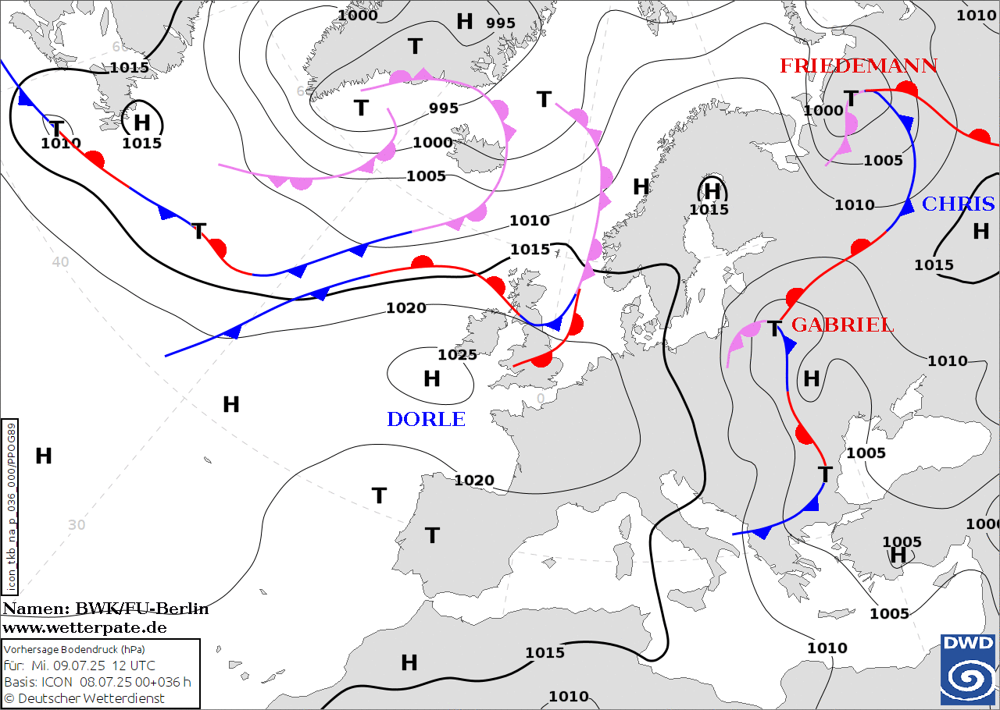 1000
H
995
1010
T
60
1015
FRIEDEMANN
6
T
T
995
T
1000
T
H
1010
1015
1000
1005
1005
H
H
1015
1010
CHRIS
1010
T
H
1015
40
1015
1020
T
GABRIEL
1025
1010
H
H
H
0
DORLE
H
1005
T
1020
T
30
1000
T
1005
H
icon_tkb_na_p_036_000/PPOG89
Namen: BWK/FU-Berlin
www.wetterpate.de
1005
DWD
Vorhersage Bodendruck (hPa)
für: Mi. 09.07.25 12 UTC
Basis: ICON 08.07.25 00+036 h
© Deutscher Wetterdienst
1010
1015
H
1010